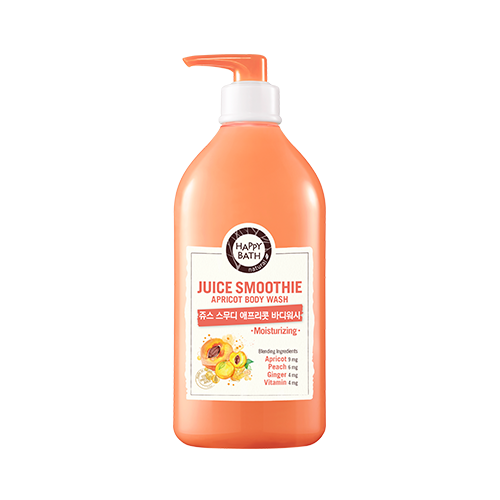 HAPPY
BATH
natural
JUICE SMOOTHIE
APRICOT BODY WASH
쥬스 스무디 애프리콧 바디워시
·Moisturizing·
Blending Ingredients
Apricot 9 mg
Peach 6 mg
Ginger 4 mg
Vitamin 4 mg